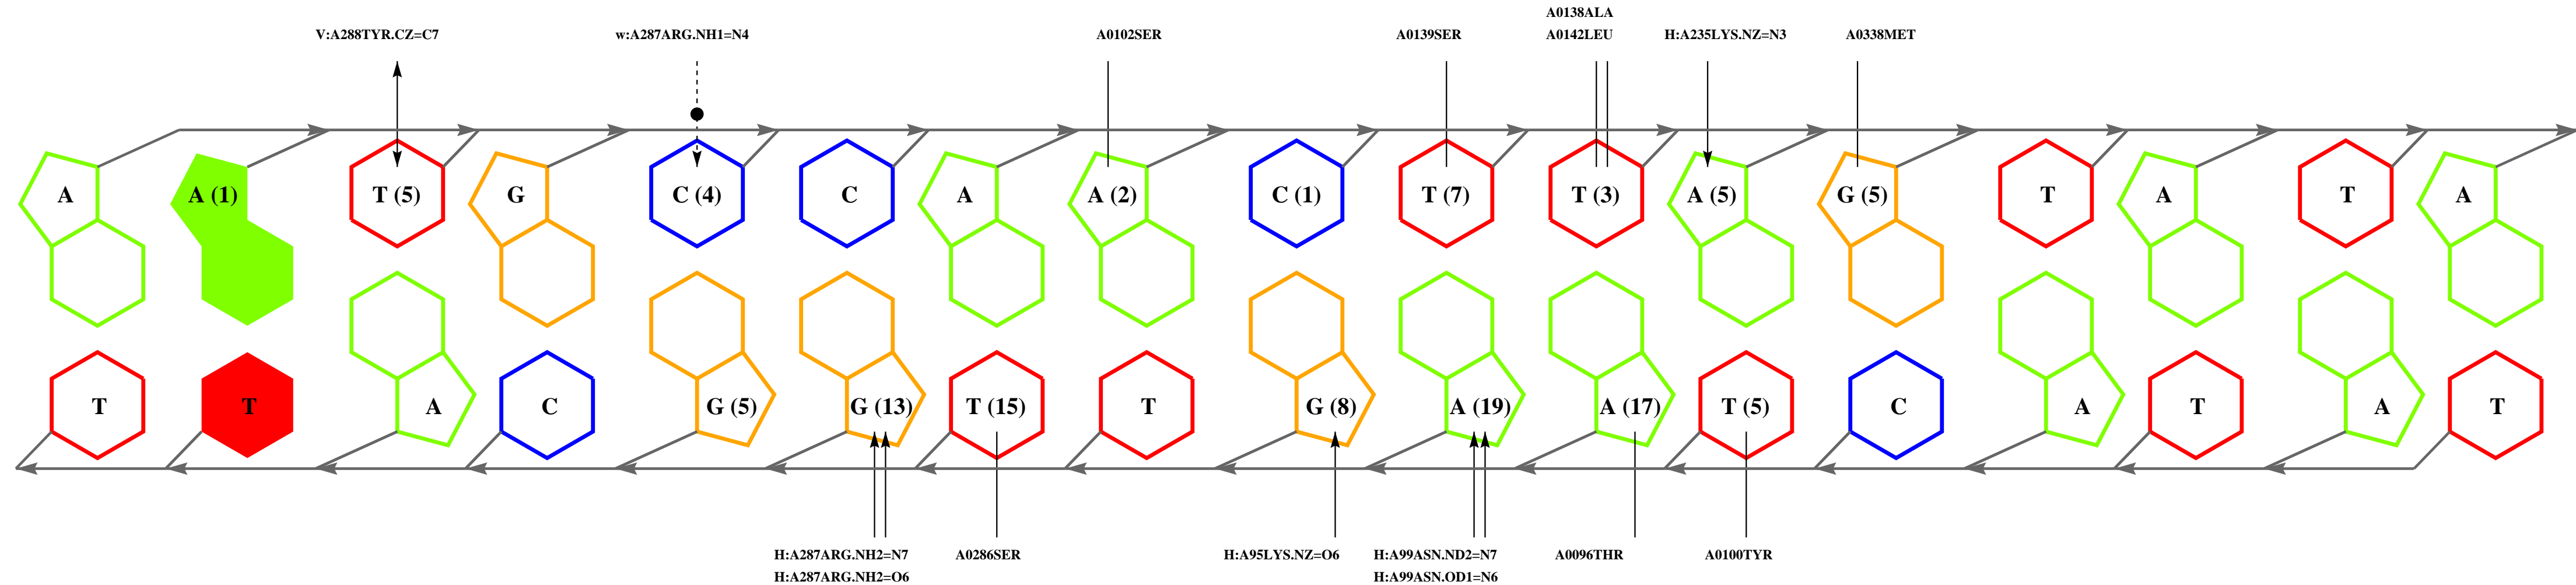 A0138ALA
V:A288TYR.CZ=C7 w:A287ARG.NH1=N4 A0102SER A0139SER A0142LEU H:A235LYS.NZ=N3 A0338MET
A A (1) T (5) G C (4) C A A (2) C (1) T (7) T (3) A (5) G (5) T A T A
T T A C G (5) G (13) T (15) T G (8) A (19) A (17) T (5) C A T A T
H:A287ARG.NH2=N7 A0286SER H:A95LYS.NZ=O6 H:A99ASN.ND2=N7 A0096THR A0100TYR
H:A287ARG.NH2=O6 H:A99ASN.OD1=N6